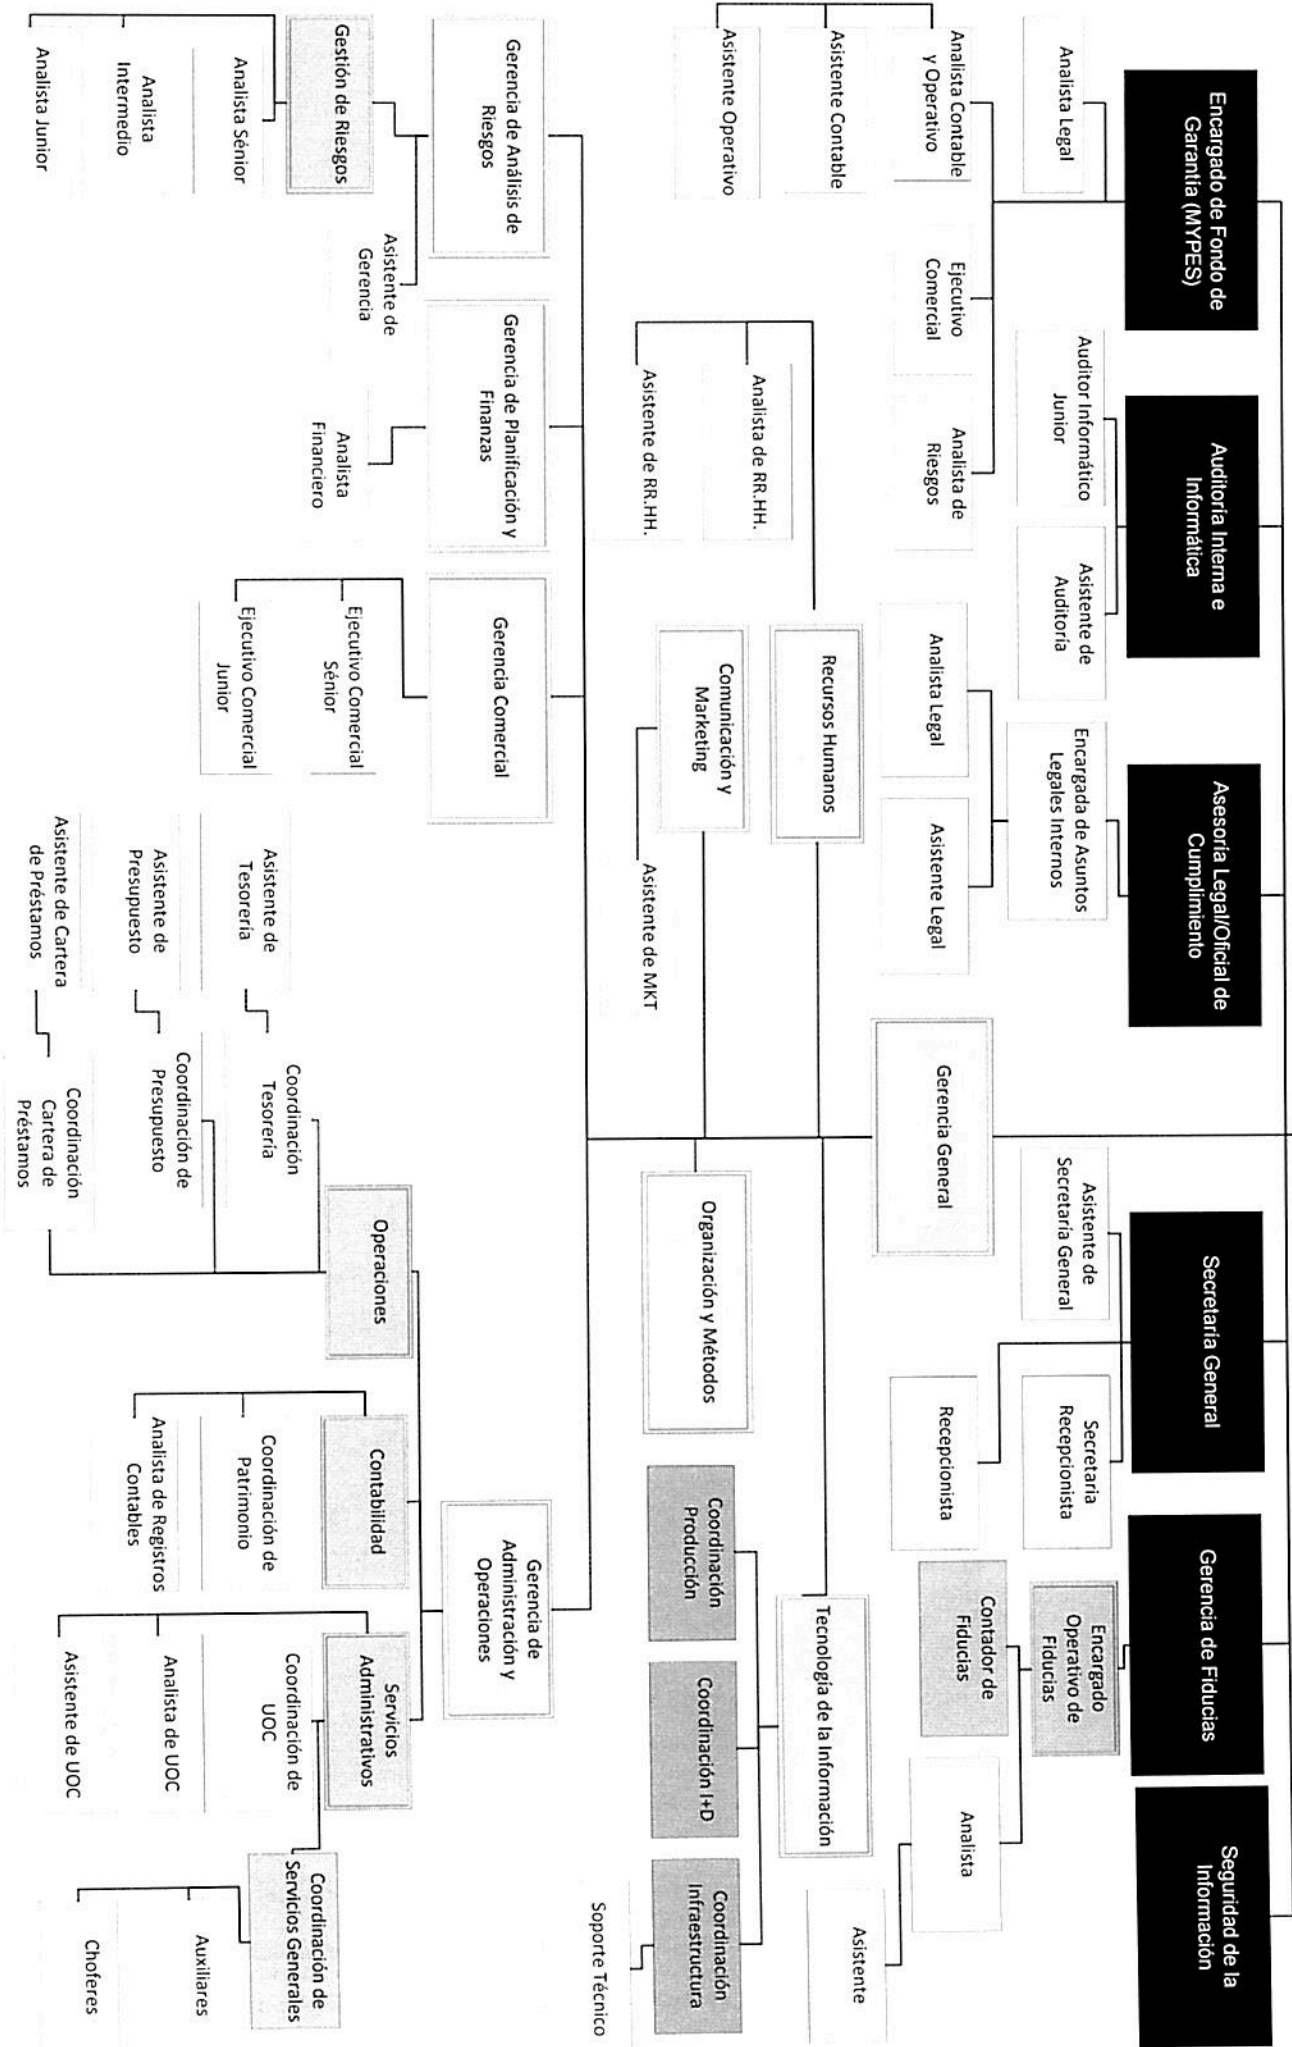 Encargado de Fondo de
Garantía (MYPES)
Auditoría Interna e
Informática
Asesoría Legal/Oficial de
Cumplimiento
Secretaría General
Gerencia de Fiducias
Seguridad de la
Información
Analista Legal
Analista Contable
y Operativo
Asistente Contable
Asistente Operativo
Ejecutivo
Comercial
Analista de
Riesgos
Auditor Informático
Junior
Asistente de
Auditoría
Encargada de Asuntos
Legales Internos
Analista Legal
Asistente Legal
Asistente de
Secretaría General
Secretaria
Recepcionista
Recepcionista
Encargado
Operativo de
Fiducias
Contador de
Fiducias
Analista
Asistente
Gerencia General
Recursos Humanos
Analista de RR.HH.
Asistente de RR.HH.
Comunicación y
Marketing
Asistente de MKT
Organización y Métodos
Tecnología de la Información
Coordinación
Producción
Coordinación I+D
Coordinación
Infraestructura
Soporte Técnico
Gerencia de Análisis de
Riesgos
Asistente de
Gerencia
Gestión de Riesgos
Analista Sénior
Analista
Intermedio
Analista Junior
Gerencia de Planificación y
Finanzas
Analista
Financiero
Gerencia Comercial
Ejecutivo Comercial
Sénior
Ejecutivo Comercial
Junior
Gerencia de
Administración y
Operaciones
Operaciones
Coordinación
Tesorería
Asistente de
Tesorería
Coordinación de
Presupuesto
Asistente de
Presupuesto
Coordinación
Cartera de
Préstamos
Asistente de Cartera
de Préstamos
Contabilidad
Coordinación de
Patrimonio
Analista de Registros
Contables
Servicios
Administrativos
Coordinación de
UOC
Analista de UOC
Asistente de UOC
Coordinación de
Servicios Generales
Auxiliares
Choferes